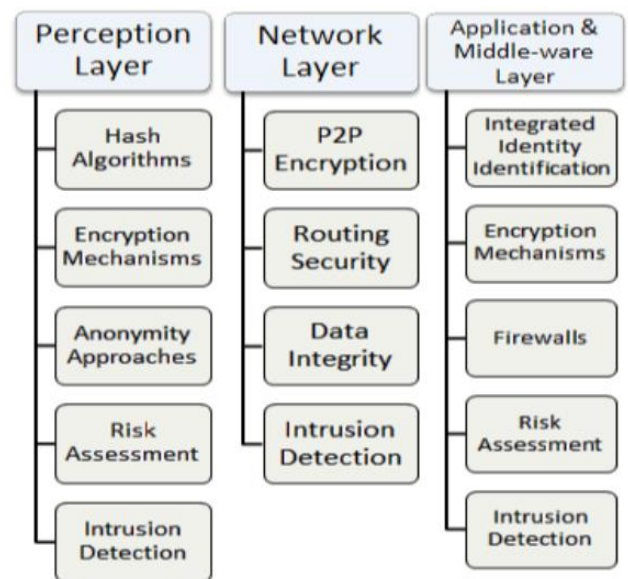 Perception
Layer
Hash
Algorithms
Encryption
Mechanisms
Anonymity
Approaches
Risk
Assessment
Intrusion
Detection
Network
Layer
P2P
Encryption
Routing
Security
Data
Integrity
Intrusion
Detection
Application &
Middle-ware
Layer
Integrated
Identity
Identification
Encryption
Mechanisms
Firewalls
Risk
Assessment
Intrusion
Detection